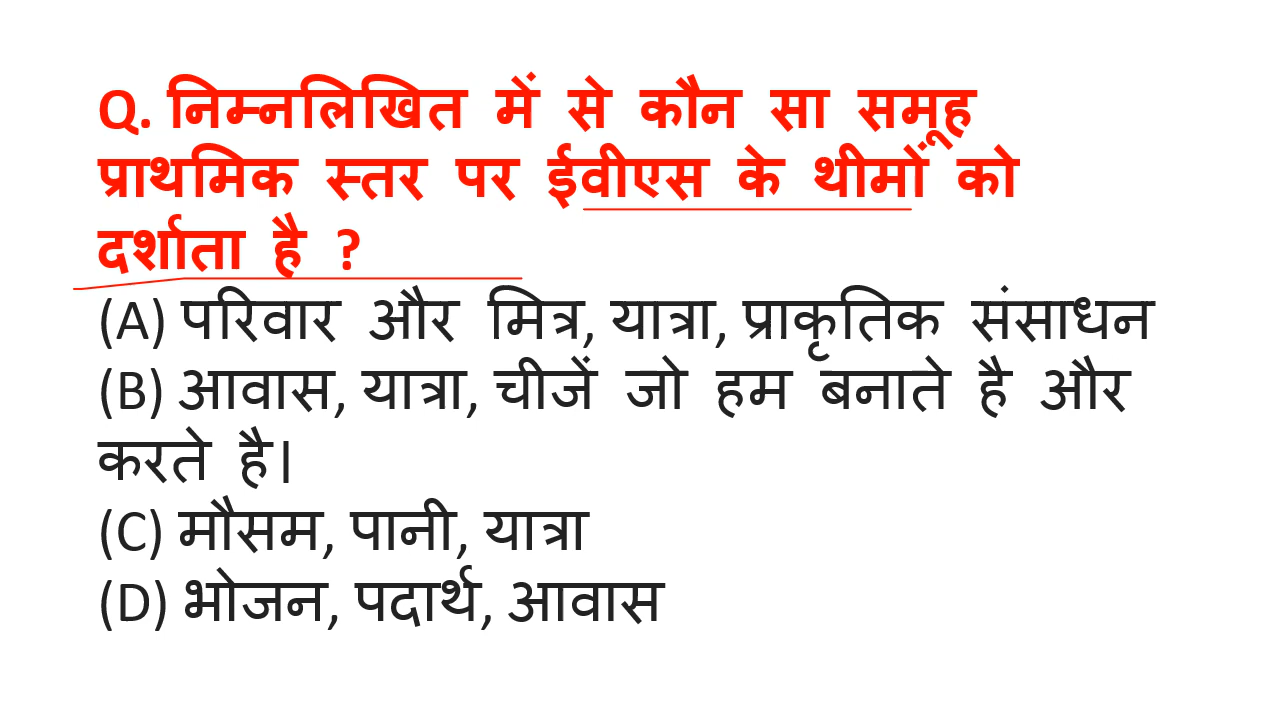 Q. निम्नलिखित में से कौन सा समूह
प्राथमिक स्तर पर ईवीएस के थीमों को
दर्शाता है ?
(A) परिवार और मित्र, यात्रा, प्राकृतिक संसाधन
(B) आवास, यात्रा, चीजें जो हम बनाते है और
करते है।
(C) मौसम, पानी, यात्रा
(D) भोजन, पदार्थ, आवास